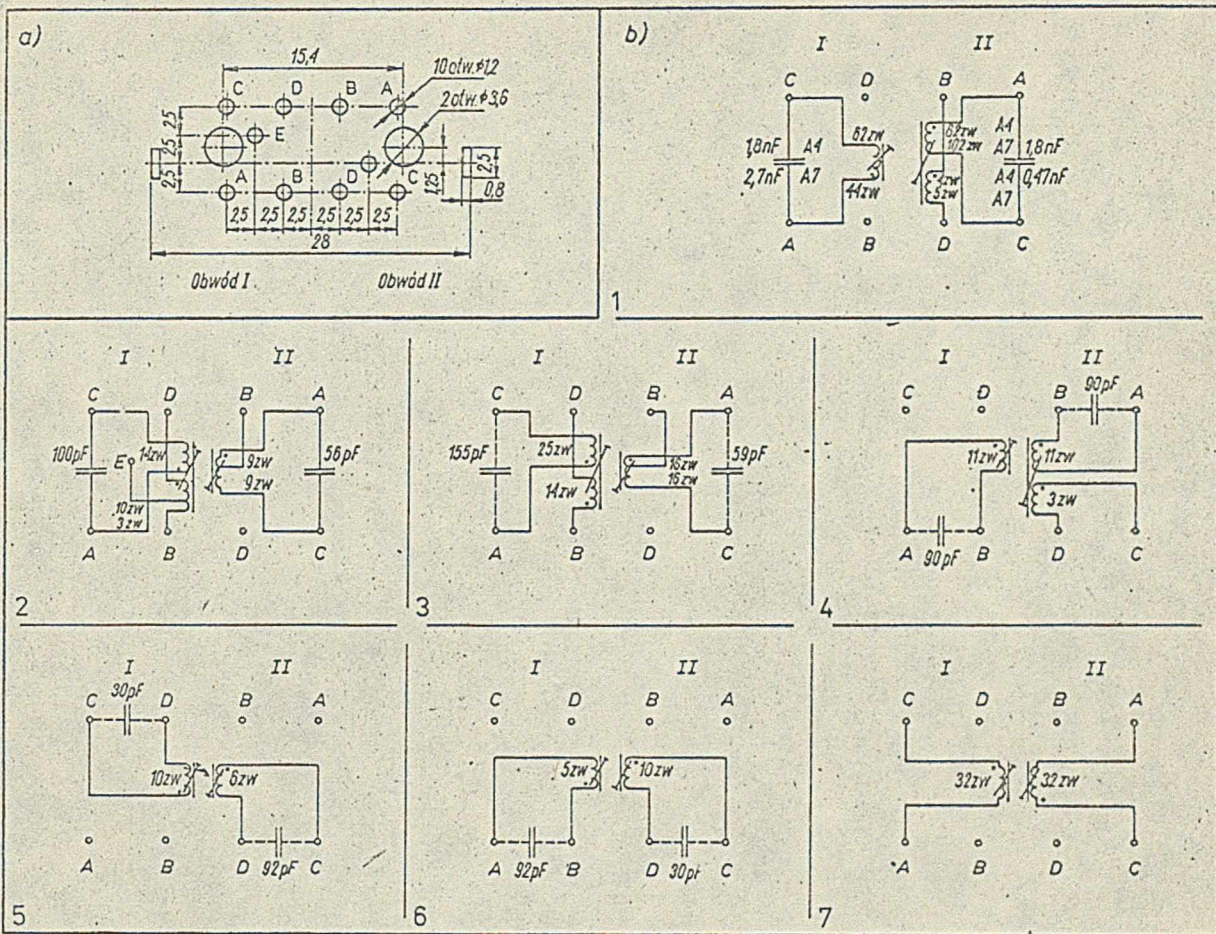 a)
15,4
C D B A
10 otw. ϕ1,2
2 otw. ϕ3,6
E
2,5 2,5 2,5
A B D C
1,25
2,5
0,8
2,5 2,5 2,5 2,5 2,5 2,5
28
Obwód I Obwód II
b)
I II
C D B A
62zw
1,8nF A4
2,7nF A7
44zw
62zw A4
102zw A7
1,8nF
0,47nF
A4
5zw A7
A B D C
1
I II
C D B A
100pF
14zw
E
10zw
3zw
9zw
9zw
56pF
A B D C
2
I II
C D B A
155pF
25zw
14zw
16zw
16zw
59pF
A B D C
3
I II
90pF
C D B A
11zw 11zw
3zw
A B D C
90pF
4
I II
30pF
C D B A
10zw 6zw
A B D C
92pF
5
I II
C D B A
5zw 10zw
A 92pF B D 30pF C
6
I II
C D B A
32zw 32zw
A B D C
7